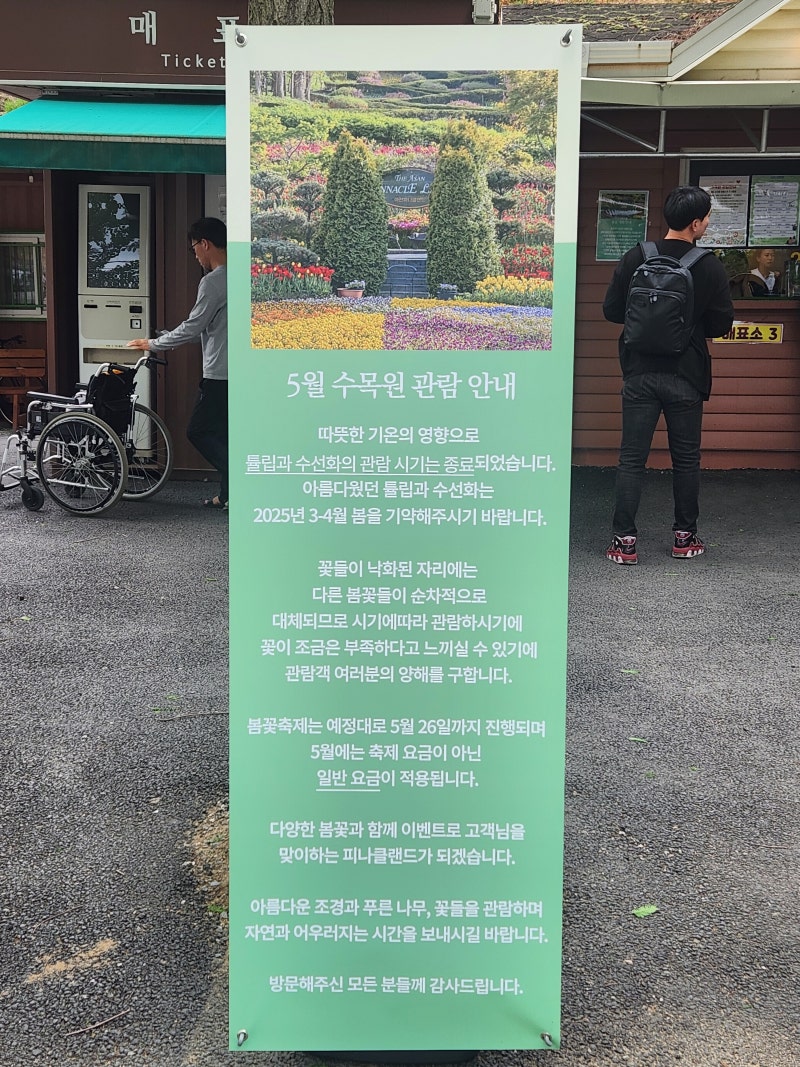 매 표
Ticket
THE ASAN
매표소 3
5월 수목원 관람 안내
따뜻한 기온의 영향으로
튤립과 수선화의 관람 시기는 종료되었습니다.
아름다웠던 튤립과 수선화는
2025년 3-4월 봄을 기약해주시기 바랍니다.
꽃들이 낙화된 자리에는
다른 봄꽃들이 순차적으로
대체되므로 시기에따라 관람하시기에
꽃이 조금은 부족하다고 느끼실 수 있기에
관람객 여러분의 양해를 구합니다.
봄꽃축제는 예정대로 5월 26일까지 진행되며
5월에는 축제 요금이 아닌
일반 요금이 적용됩니다.
다양한 봄꽃과 함께 이벤트로 고객님을
맞이하는 피나클랜드가 되겠습니다.
아름다운 조경과 푸른 나무, 꽃들을 관람하며
자연과 어우러지는 시간을 보내시길 바랍니다.
방문해주신 모든 분들께 감사드립니다.